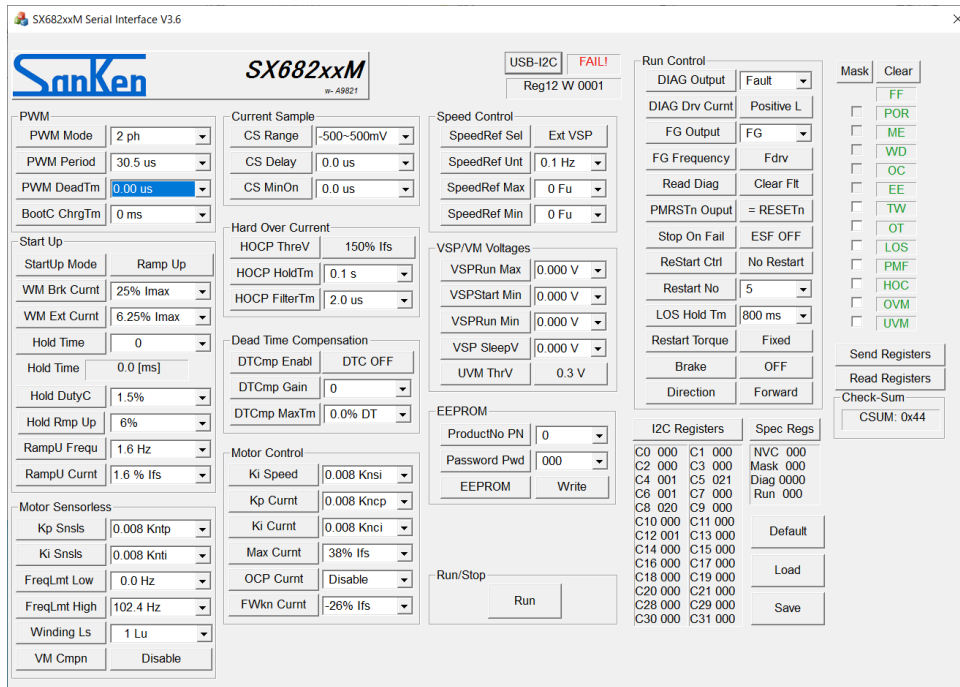 SX682xxM Serial Interface V3.6
SanKen
SX682xxM
w- A9821
USB-I2C FAIL!
Reg12 W 0001
PWM
PWM Mode 2 ph
PWM Period 30.5 us
PWM DeadTm 0.00 us
BootC ChrgTm 0 ms
Start Up
StartUp Mode Ramp Up
WM Brk Curnt 25% Imax
WM Ext Curnt 6.25% Imax
Hold Time 0
Hold Time 0.0 [ms]
Hold DutyC 1.5%
Hold Rmp Up 6%
RampU Frequ 1.6 Hz
RampU Curnt 1.6 % Ifs
Motor Sensorless
Kp Snsls 0.008 Kntp
Ki Snsls 0.008 Knti
FreqLmt Low 0.0 Hz
FreqLmt High 102.4 Hz
Winding Ls 1 Lu
VM Cmpn Disable
Current Sample
CS Range -500~500mV
CS Delay 0.0 us
CS MinOn 0.0 us
Hard Over Current
HOCP ThreV 150% Ifs
HOCP HoldTm 0.1 s
HOCP FilterTm 2.0 us
Dead Time Compensation
DTCmp Enabl DTC OFF
DTCmp Gain 0
DTCmp MaxTm 0.0% DT
Motor Control
Ki Speed 0.008 Knsi
Kp Curnt 0.008 Kncp
Ki Curnt 0.008 Knci
Max Curnt 38% Ifs
OCP Curnt Disable
FWkn Curnt -26% Ifs
Speed Control
SpeedRef Sel Ext VSP
SpeedRef Unt 0.1 Hz
SpeedRef Max 0 Fu
SpeedRef Min 0 Fu
VSP/VM Voltages
VSPRun Max 0.000 V
VSPStart Min 0.000 V
VSPRun Min 0.000 V
VSP SleepV 0.000 V
UVM ThrV 0.3 V
EEPROM
ProductNo PN 0
Password Pwd 000
EEPROM Write
Run/Stop
Run
Run Control
DIAG Output Fault
DIAG Drv Curnt Positive L
FG Output FG
FG Frequency Fdrv
Read Diag Clear Flt
PMRSTn Ouput = RESETn
Stop On Fail ESF OFF
ReStart Ctrl No Restart
Restart No 5
LOS Hold Tm 800 ms
Restart Torque Fixed
Brake OFF
Direction Forward
I2C Registers
C0 000 C1 000
C2 000 C3 000
C4 001 C5 021
C6 001 C7 000
C8 020 C9 000
C10 000 C11 000
C12 001 C13 000
C14 000 C15 000
C16 000 C17 000
C18 000 C19 000
C20 000 C21 000
C28 000 C29 000
C30 000 C31 000
Spec Regs
NVC 000
Mask 000
Diag 0000
Run 000
Default
Load
Save
Mask Clear
FF
POR
ME
WD
OC
EE
TW
OT
LOS
PMF
HOC
OVM
UVM
Send Registers
Read Registers
Check-Sum
CSUM: 0x44